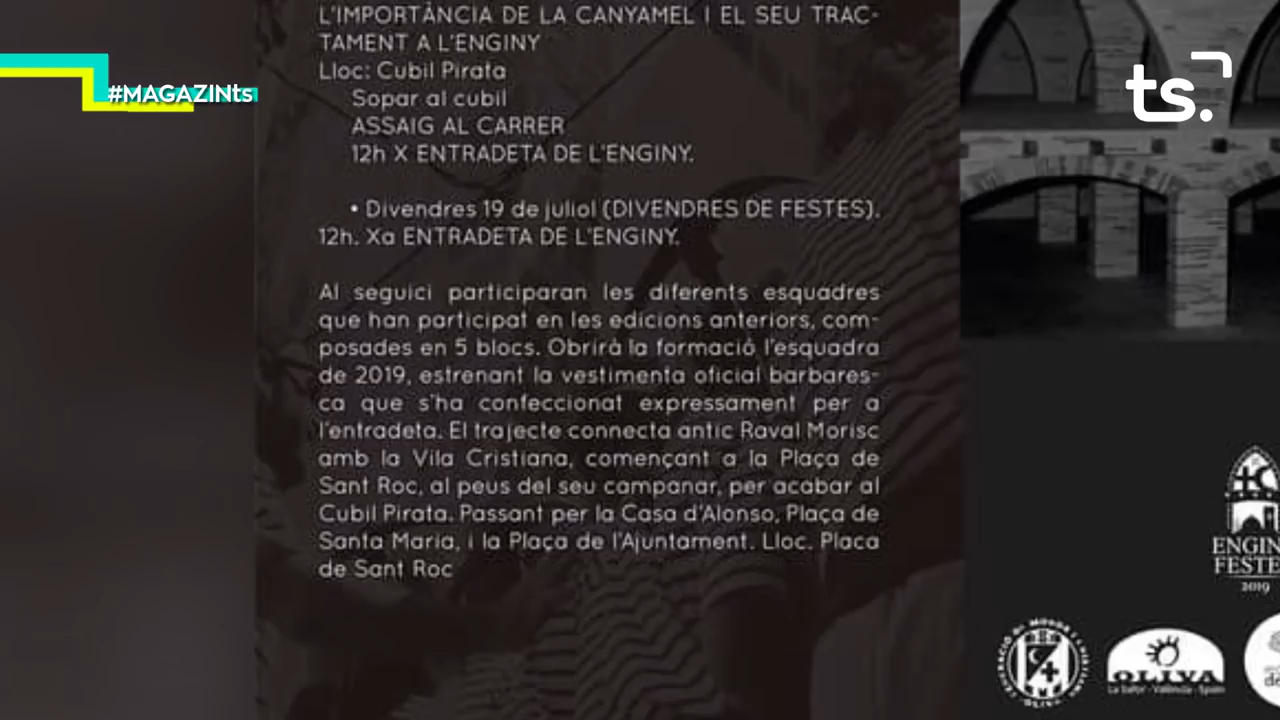 L'IMPORTÀNCIA DE LA CANYAMEL I EL SEU TRAC-
TAMENT A L'ENGINY
Lloc: Cubil Pirata
Sopar al cubil
ASSAIG AL CARRER
12h X ENTRADETA DE L'ENGINY.
• Divendres 19 de juliol (DIVENDRES DE FESTES).
12h. Xa ENTRADETA DE L'ENGINY.
Al seguici participaran les diferents esquadres
que han participat en les edicions anteriors, com-
posades en 5 blocs. Obrirà la formació l'esquadra
de 2019, estrenant la vestimenta oficial barbares-
ca que s'ha confeccionat expressament per a
l'entradeta. El trajecte connecta antic Raval Morisc
amb la Vila Cristiana, començant a la Plaça de
Sant Roc, al peus del seu campanar, per acabar al
Cubil Pirata. Passant per la Casa d'Alonso, Plaça de
Santa Maria, i la Plaça de l'Ajuntament. Lloc. Placa
de Sant Roc
#MAGAZINts
ts.
ENGIN
FESTE
2019
OLIVA
La Safor - València - Spain